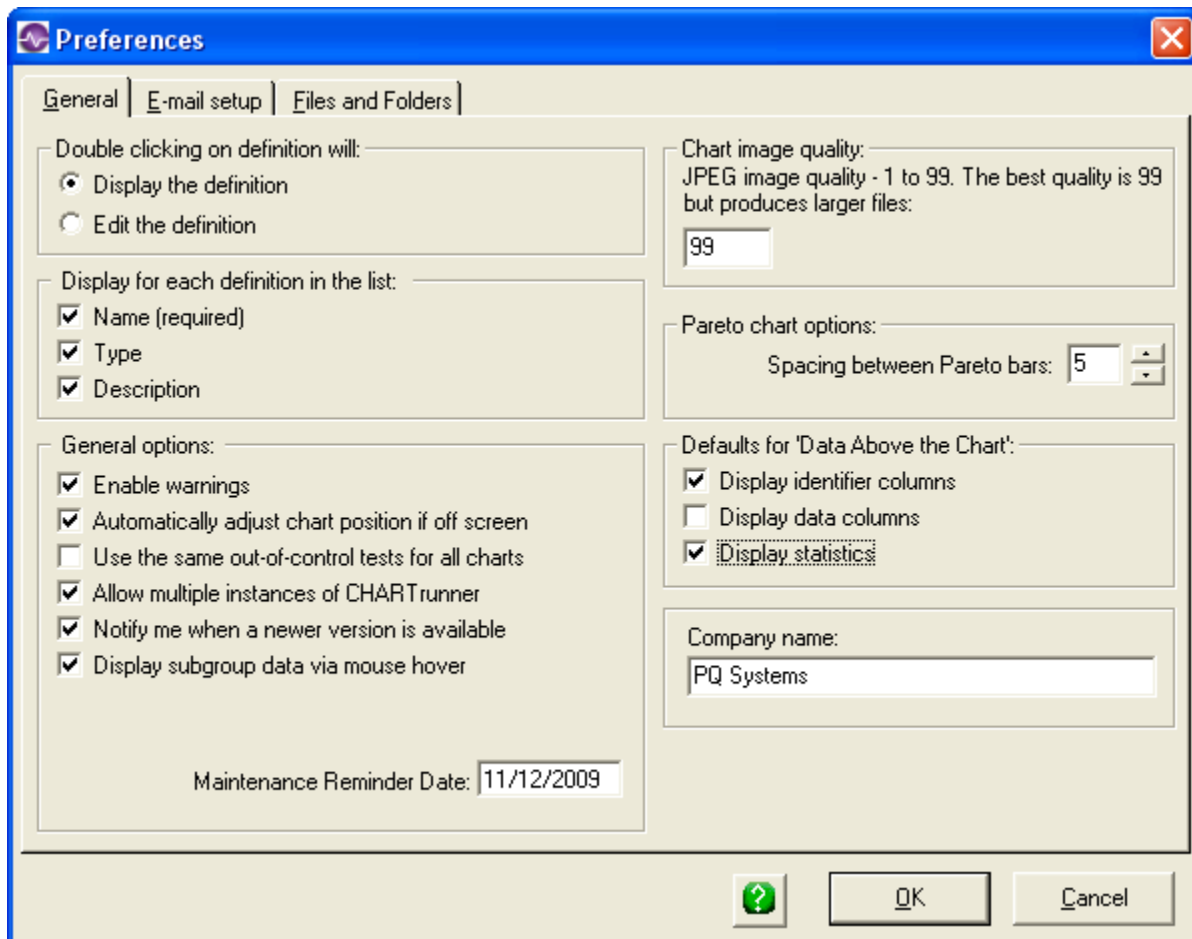 Preferences
General
E-mail setup
Files and Folders
Double clicking on definition will:
Display the definition
Edit the definition
Display for each definition in the list:
Name (required)
Type
Description
General options:
Enable warnings
Automatically adjust chart position if off screen
Use the same out-of-control tests for all charts
Allow multiple instances of CHARTrunner
Notify me when a newer version is available
Display subgroup data via mouse hover
Maintenance Reminder Date: 11/12/2009
Chart image quality:
JPEG image quality - 1 to 99. The best quality is 99
but produces larger files:
99
Pareto chart options:
Spacing between Pareto bars: 5
Defaults for 'Data Above the Chart':
Display identifier columns
Display data columns
Display statistics
Company name:
PQ Systems
?
OK
Cancel